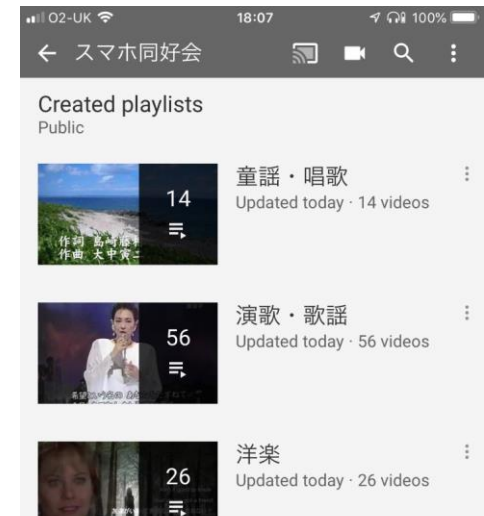 O2-UK 18:07 100%
スマホ同好会
Created playlists
Public
14
作詞 島崎藤村
作曲 大中寅二
童謡・唱歌
Updated today · 14 videos
56
演歌・歌謡
Updated today · 56 videos
26
洋楽
Updated today · 26 videos